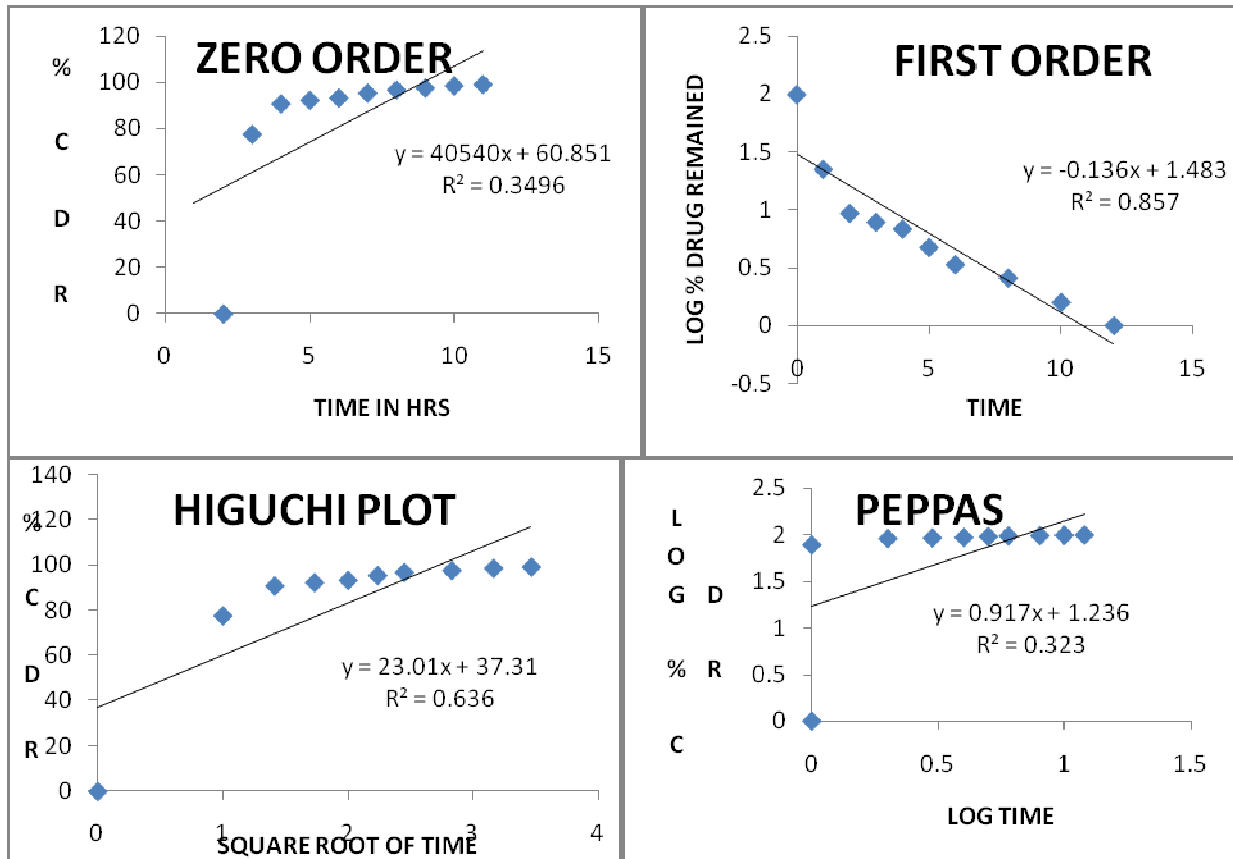 ZERO ORDER
120
100
80
60
40
20
0
%
C
D
R
y = 40540x + 60.851
R² = 0.3496
0 5 10 15
TIME IN HRS
FIRST ORDER
2.5
2
1.5
1
0.5
0
-0.5
LOG % DRUG REMAINED
y = -0.136x + 1.483
R² = 0.857
0 5 10 15
TIME
HIGUCHI PLOT
140
120
100
80
60
40
20
0
%
C
D
R
y = 23.01x + 37.31
R² = 0.636
0 1 2 3 4
SQUARE ROOT OF TIME
PEPPAS
2.5
2
1.5
1
0.5
0
L
O
G D
% R
C
y = 0.917x + 1.236
R² = 0.323
0 0.5 1 1.5
LOG TIME